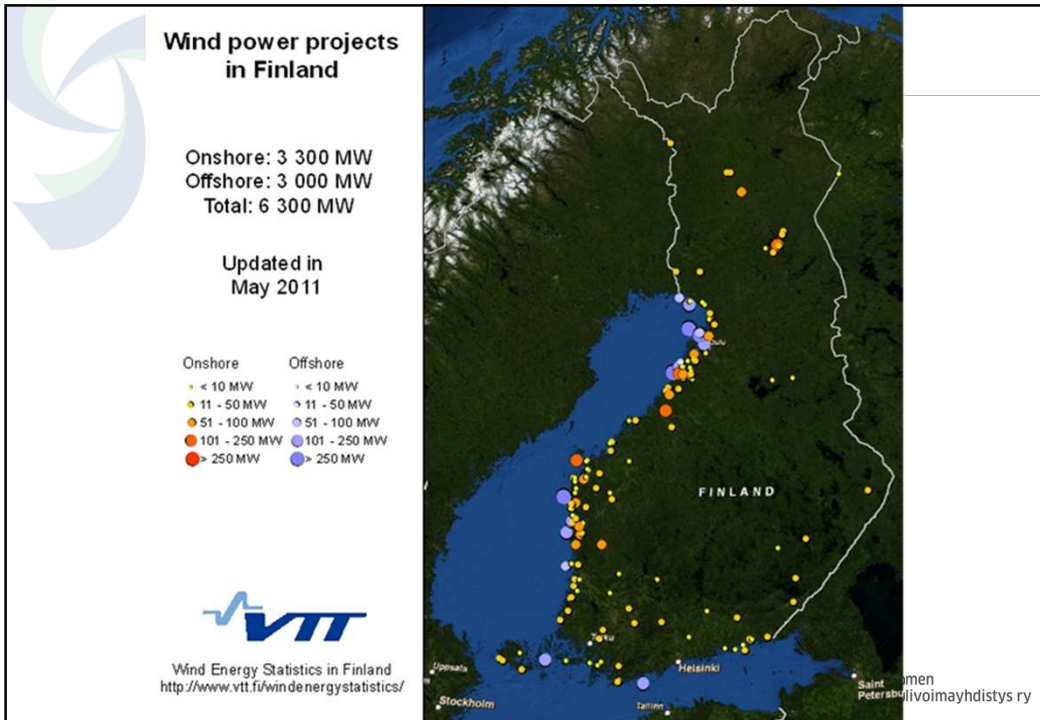 Wind power projects
in Finland
Onshore: 3 300 MW
Offshore: 3 000 MW
Total: 6 300 MW
Updated in
May 2011
Onshore Offshore
< 10 MW < 10 MW
11 - 50 MW 11 - 50 MW
51 - 100 MW 51 - 100 MW
101 - 250 MW 101 - 250 MW
> 250 MW > 250 MW
FINLAND
VTT
Wind Energy Statistics in Finland
http://www.vtt.fi/windenergystatistics/
Uppsala
Stockholm
Turku
Helsinki
Tallinn
Saint
Petersbu